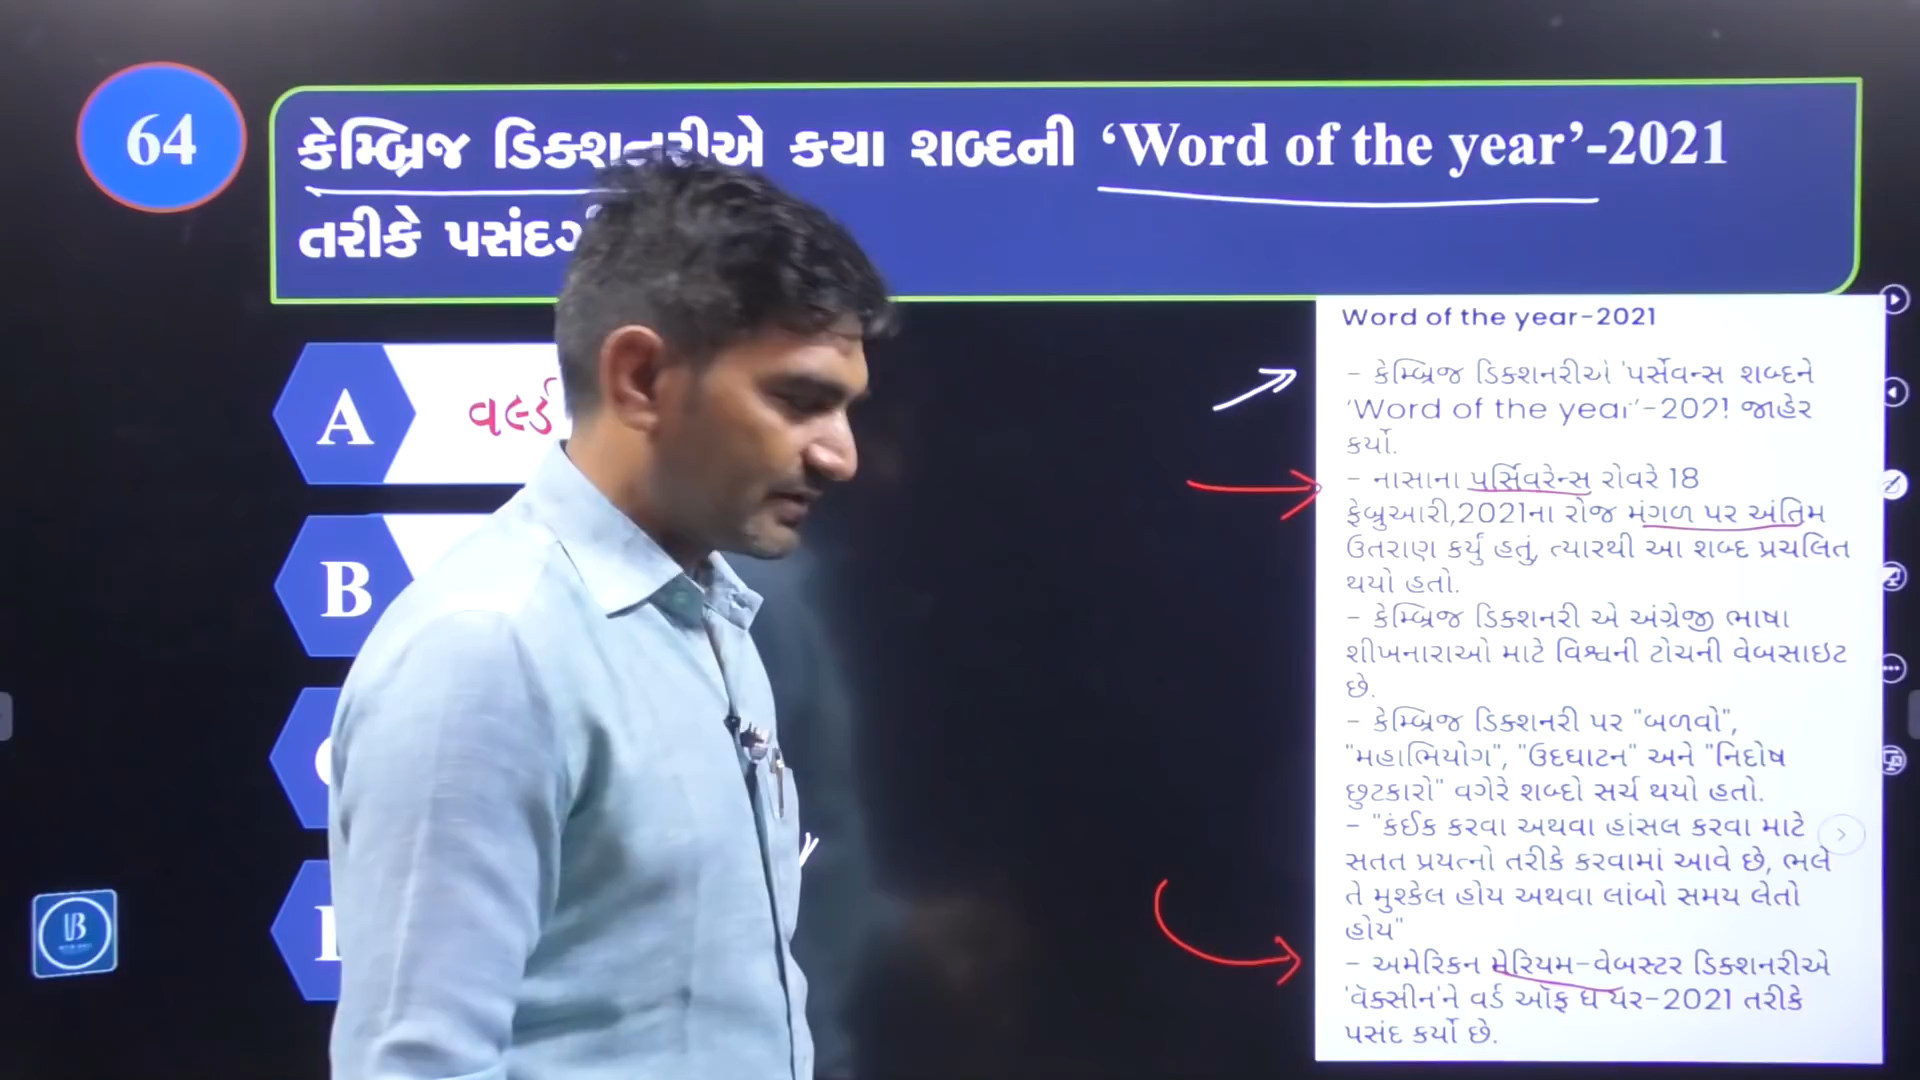 64
કેમ્બ્રિજ ડિક્શનરીએ કયા શબ્દની ‘Word of the year’-2021
તરીકે
A
વર્લ્ડ
B
Word of the year-2021
- કેમ્બ્રિજ ડિક્શનરીએ 'પર્સેવન્સ શબ્દને
'Word of the year'-2021 જાહેર
કર્યો.
- નાસાના પર્સિવરેન્સ રોવરે 18
ફેબ્રુઆરી,2021ના રોજ મંગળ પર અંતિમ
ઉતરાણ કર્યું હતું, ત્યારથી આ શબ્દ પ્રચલિત
થયો હતો.
- કેમ્બ્રિજ ડિક્શનરી એ અંગ્રેજી ભાષા
શીખનારાઓ માટે વિશ્વની ટોચની વેબસાઇટ
છે.
- કેમ્બ્રિજ ડિક્શનરી પર "બળવો",
"મહાભિયોગ", "ઉદઘાટન" અને "નિદોષ
છુટકારો" વગેરે શબ્દો સર્ચ થયો હતો.
- "કંઈક કરવા અથવા હાંસલ કરવા માટે
સતત પ્રયત્નો તરીકે કરવામાં આવે છે, ભલે
તે મુશ્કેલ હોય અથવા લાંબો સમય લેતો
હોય"
- અમેરિકન મેરિયમ-વેબસ્ટર ડિક્શનરીએ
'વૅક્સીન'ને વર્ડ ઑફ ધ યર-2021 તરીકે
પસંદ કર્યો છે.